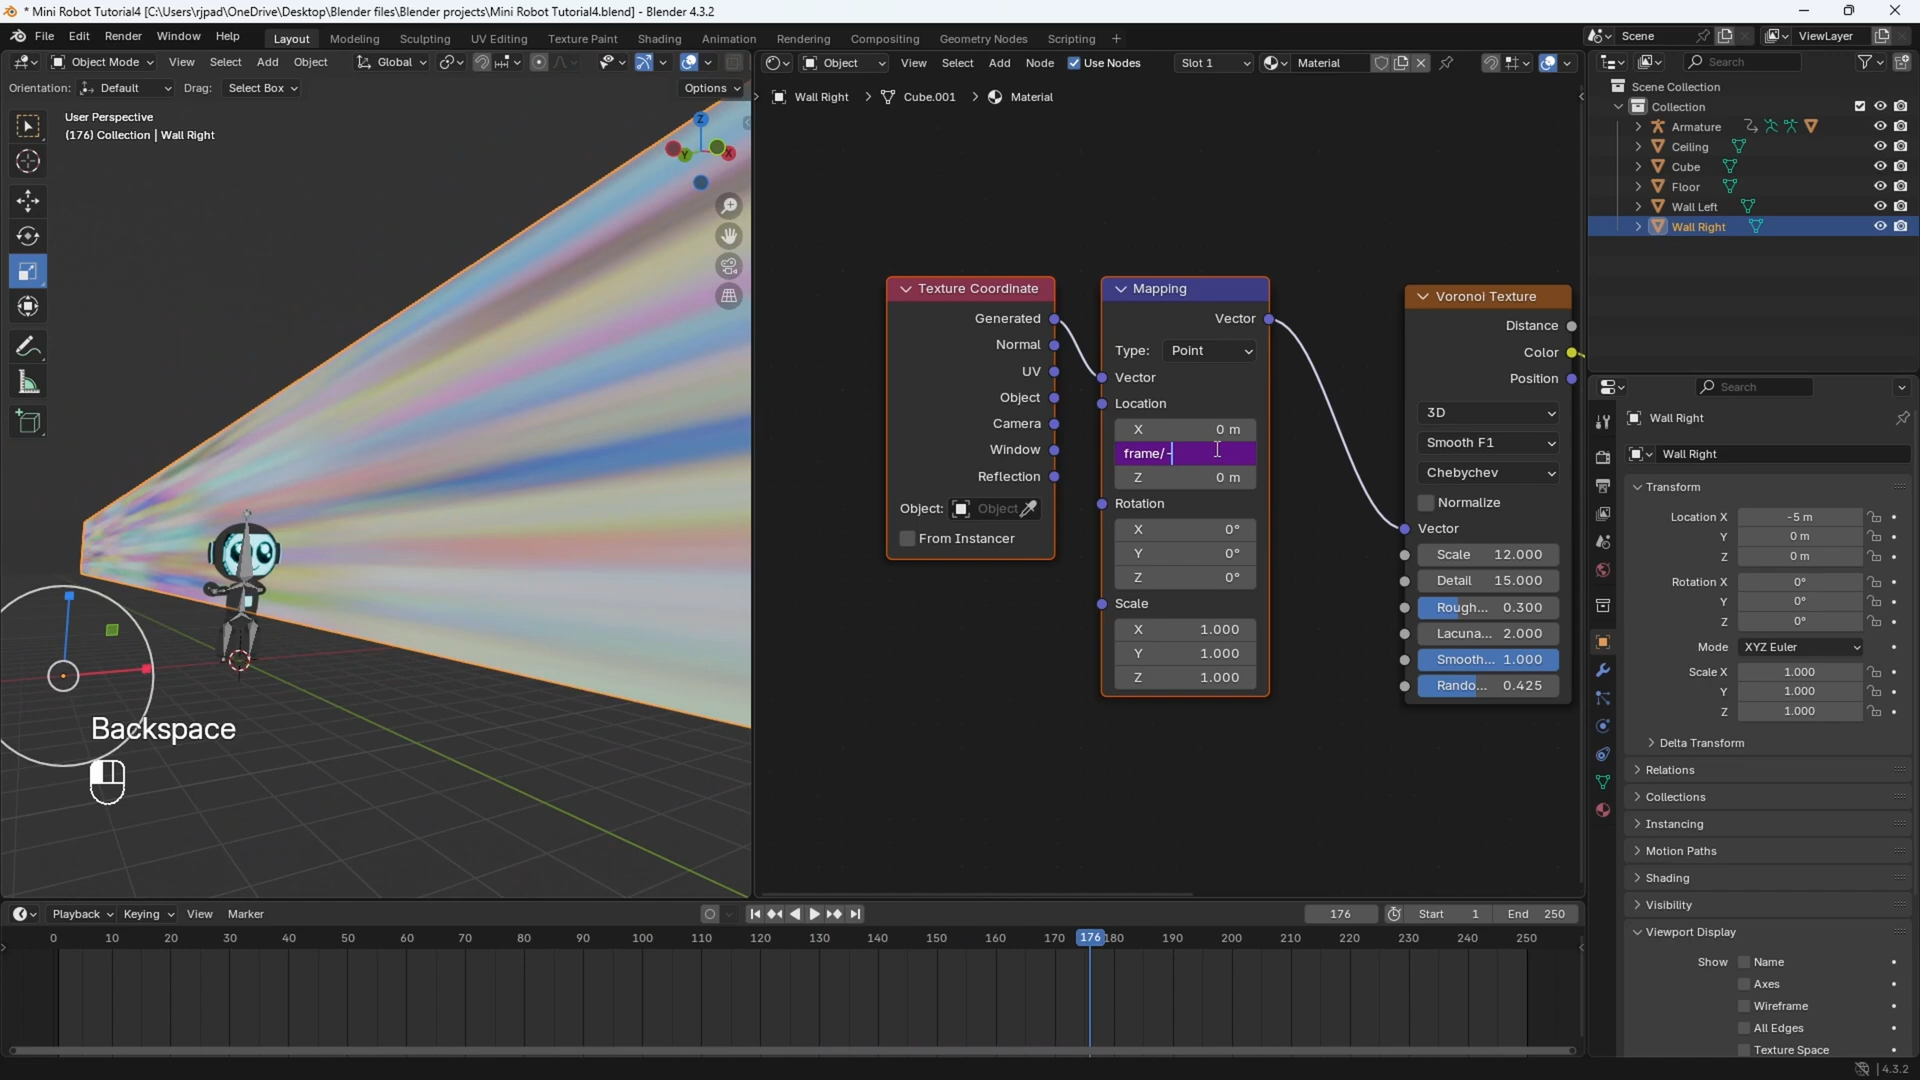 * Mini Robot Tutorial4 [C:\Users\rjpad\OneDrive\Desktop\Blender files\Blender projects\Mini Robot Tutorial4.blend] - Blender 4.3.2
File Edit Render Window Help Layout Modeling Sculpting UV Editing Texture Paint Shading Animation Rendering Compositing Geometry Nodes Scripting + Scene ViewLayer
Object Mode View Select Add Object Global
Object View Select Add Node Use Nodes Slot 1 Material
Search
Orientation: Default Drag: Select Box Options
Wall Right > Cube.001 > Material
User Perspective
(176) Collection | Wall Right
Z
Y
X
Backspace
Texture Coordinate
Generated
Normal
UV
Object
Camera
Window
Reflection
Object: Object
From Instancer
Mapping
Vector
Type: Point
Vector
Location
X 0 m
frame/-
Z 0 m
Rotation
X 0°
Y 0°
Z 0°
Scale
X 1.000
Y 1.000
Z 1.000
Voronoi Texture
Distance
Color
Position
3D
Smooth F1
Chebychev
Normalize
Vector
Scale 12.000
Detail 15.000
Rough... 0.300
Lacuna... 2.000
Smooth... 1.000
Rando... 0.425
Scene Collection
Collection
Armature
Ceiling
Cube
Floor
Wall Left
Wall Right
Search
Wall Right
Wall Right
Transform
Location X -5 m
Y 0 m
Z 0 m
Rotation X 0°
Y 0°
Z 0°
Mode XYZ Euler
Scale X 1.000
Y 1.000
Z 1.000
Delta Transform
Relations
Collections
Instancing
Motion Paths
Shading
Visibility
Viewport Display
Show Name
Axes
Wireframe
All Edges
Texture Space
Playback Keying View Marker 176 Start 1 End 250
0 10 20 30 40 50 60 70 80 90 100 110 120 130 140 150 160 170 176 180 190 200 210 220 230 240 250
4.3.2